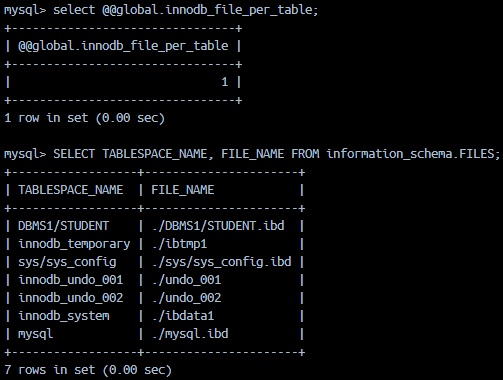 mysql> select @@global.innodb_file_per_table;
+--------------------------------+
| @@global.innodb_file_per_table |
+--------------------------------+
|                              1 |
+--------------------------------+
1 row in set (0.00 sec)

mysql> SELECT TABLESPACE_NAME, FILE_NAME FROM information_schema.FILES;
+------------------+----------------------+
| TABLESPACE_NAME  | FILE_NAME            |
+------------------+----------------------+
| DBMS1/STUDENT    | ./DBMS1/STUDENT.ibd  |
| innodb_temporary | ./ibtmp1             |
| sys/sys_config   | ./sys/sys_config.ibd |
| innodb_undo_001  | ./undo_001           |
| innodb_undo_002  | ./undo_002           |
| innodb_system    | ./ibdata1            |
| mysql            | ./mysql.ibd          |
+------------------+----------------------+
7 rows in set (0.00 sec)